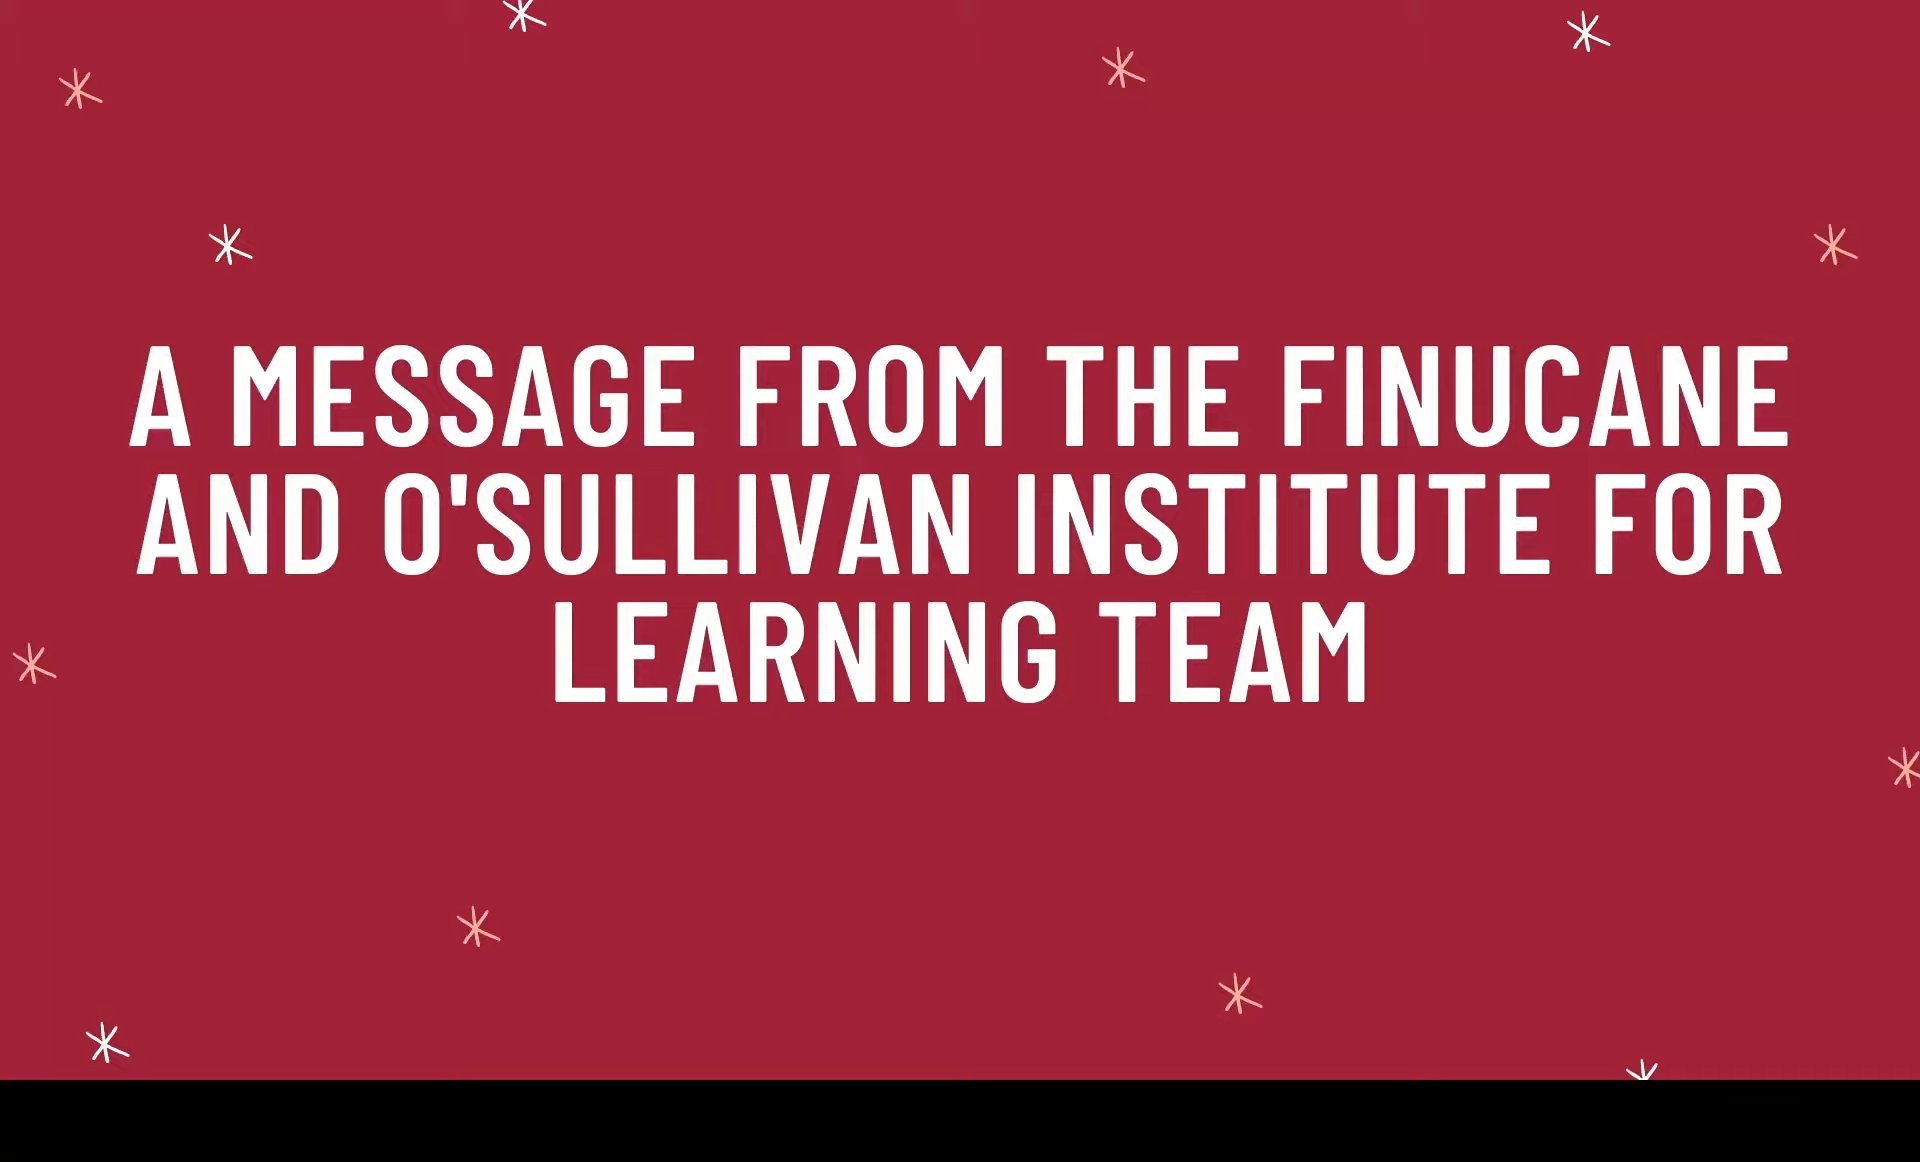 A MESSAGE FROM THE FINUCANE
AND O'SULLIVAN INSTITUTE FOR
LEARNING TEAM